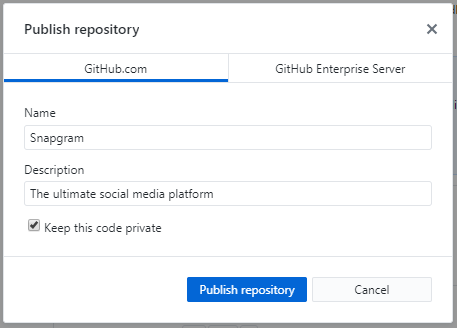 Publish repository
GitHub.com
GitHub Enterprise Server
Name
Snapgram
Description
The ultimate social media platform
Keep this code private
Publish repository
Cancel